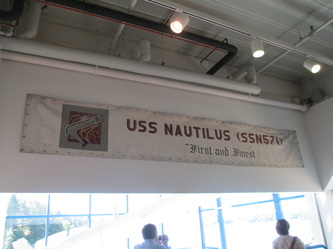 USS NAUTILUS (SSN571)
"First and Finest